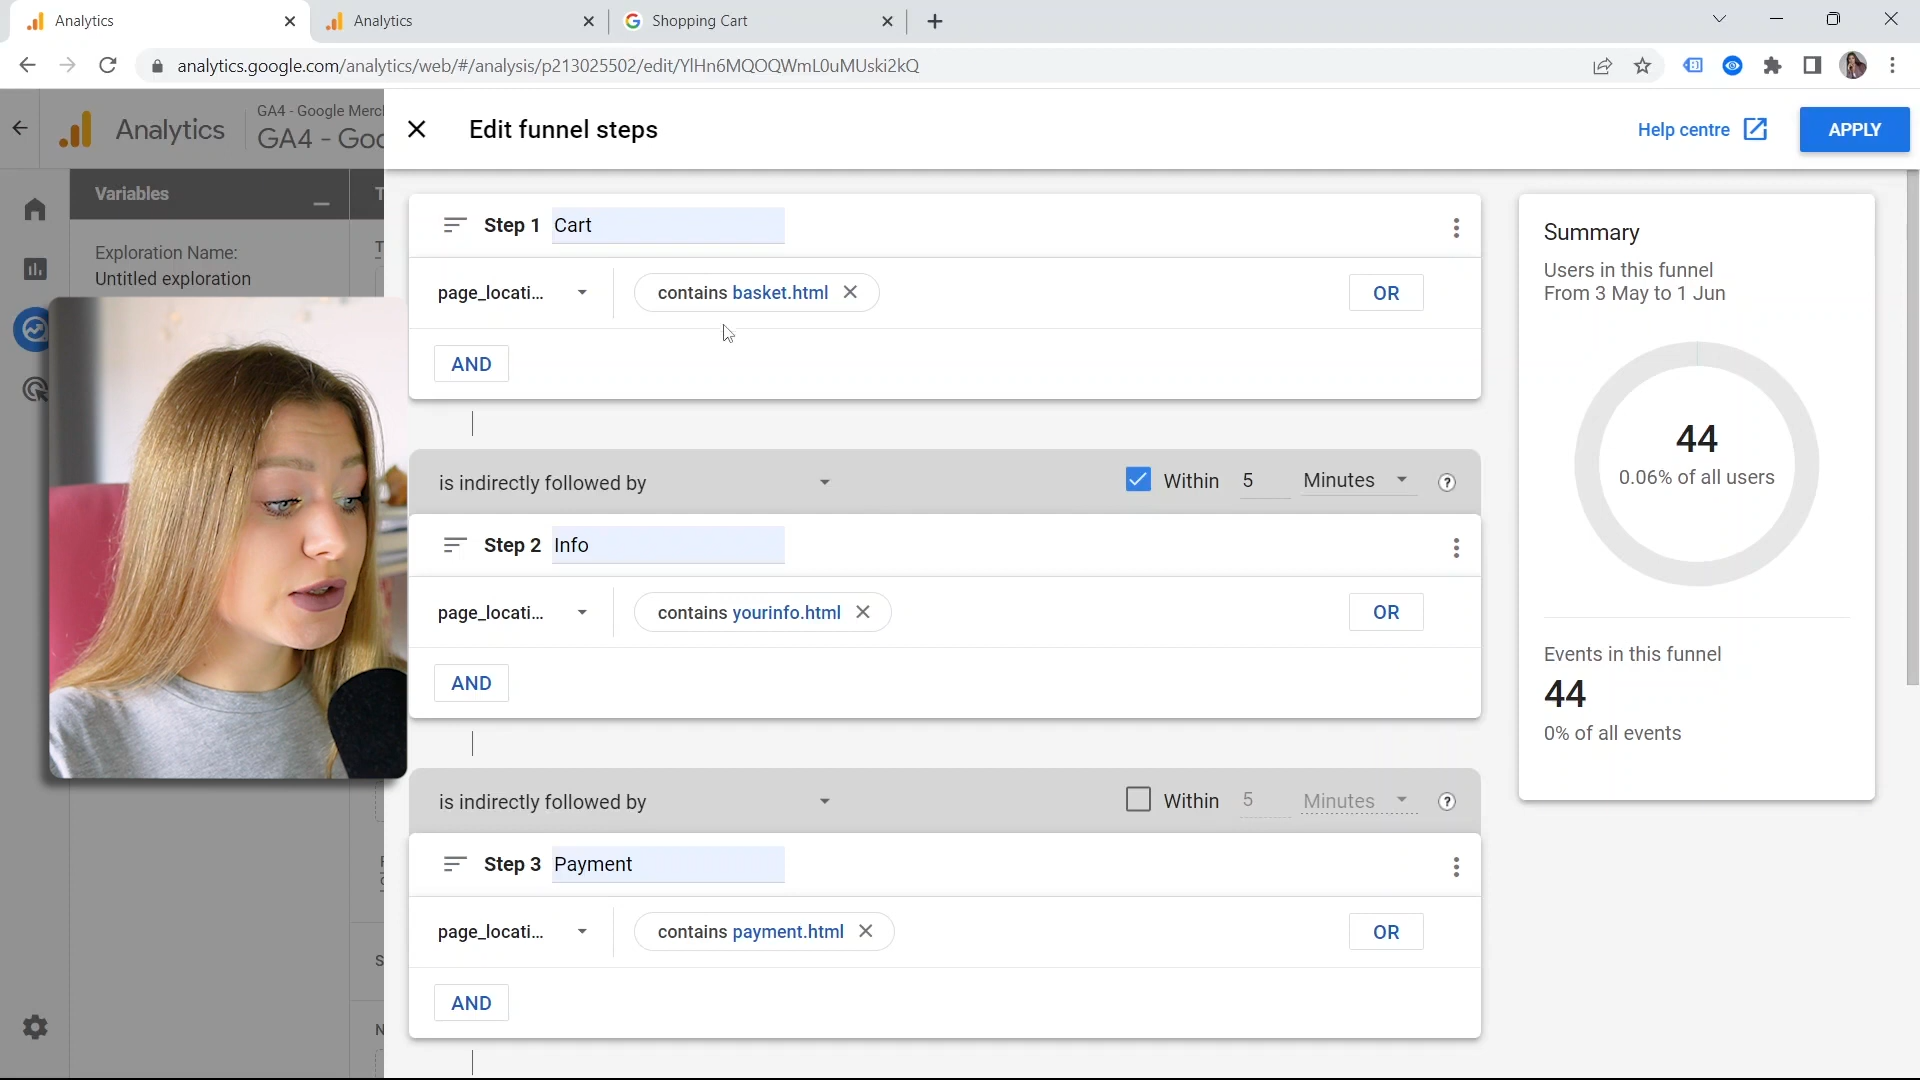 Analytics
Analytics
Shopping Cart
analytics.google.com/analytics/web/#/analysis/p213025502/edit/YlHn6MQOQWmL0uMUski2kQ
Analytics
GA4 - Google Merc
GA4 - Goo
Edit funnel steps
Help centre
APPLY
Variables
T
Exploration Name:
Untitled exploration
T
Step 1 Cart
page_locati...
contains basket.html
OR
AND
is indirectly followed by
Within 5 Minutes
Step 2 Info
page_locati...
contains yourinfo.html
OR
AND
is indirectly followed by
Within 5 Minutes
Step 3 Payment
page_locati...
contains payment.html
OR
AND
S
N
Summary
Users in this funnel
From 3 May to 1 Jun
44
0.06% of all users
Events in this funnel
44
0% of all events